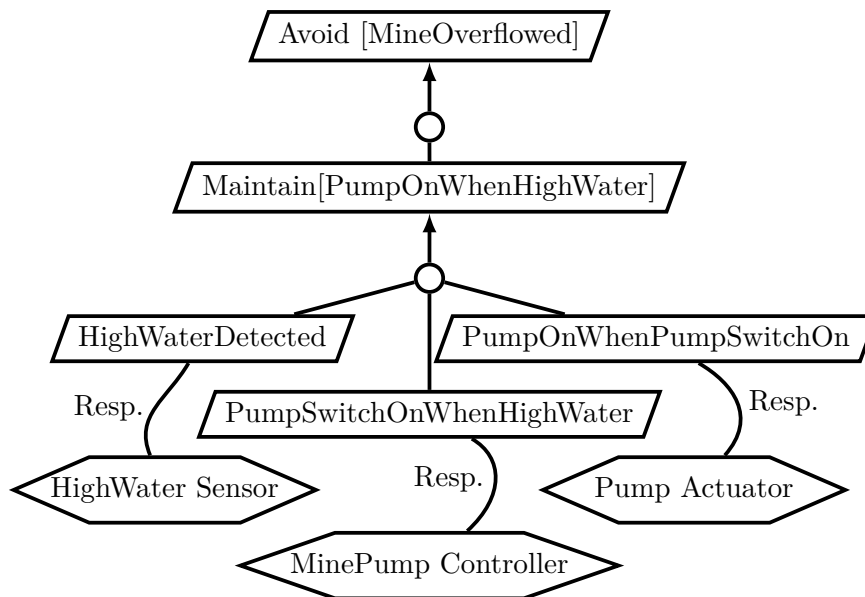 Avoid [MineOverflowed]
Maintain[PumpOnWhenHighWater]
HighWaterDetected
PumpOnWhenPumpSwitchOn
Resp.
PumpSwitchOnWhenHighWater
Resp.
Resp.
HighWater Sensor
Pump Actuator
MinePump Controller